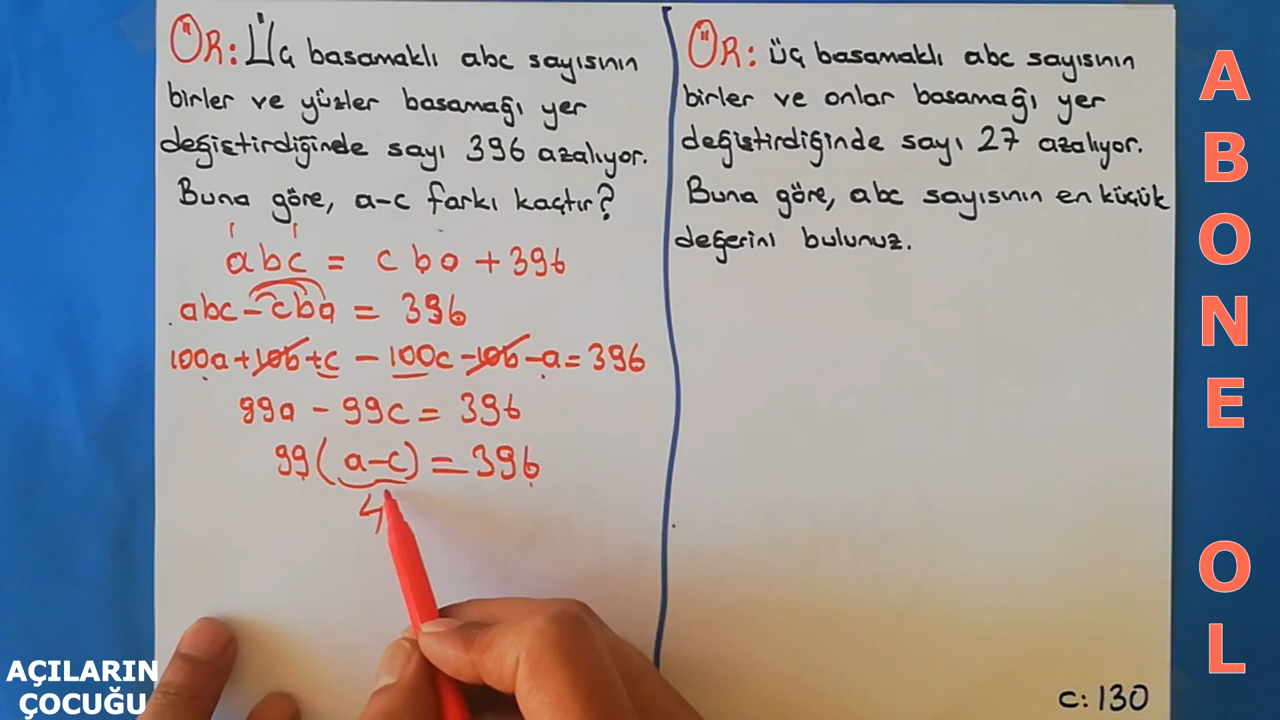 ÖR: Üç basamaklı abc sayısının
birler ve yüzler basamağı yer
değiştirdiğinde sayı 396 azalıyor.
Buna göre, a-c farkı kaçtır?
abc = cba + 396
abc - cba = 396
100a + 10b + c - 100c - 10b - a = 396
99a - 99c = 396
99(a-c) = 396
4
ÖR: üç basamaklı abc sayısının
birler ve onlar basamağı yer
değiştirdiğinde sayı 27 azalıyor.
Buna göre, abc sayısının en küçük
değerini bulunuz.
C: 130
ABONE
OL
AÇILARIN
ÇOCUĞU